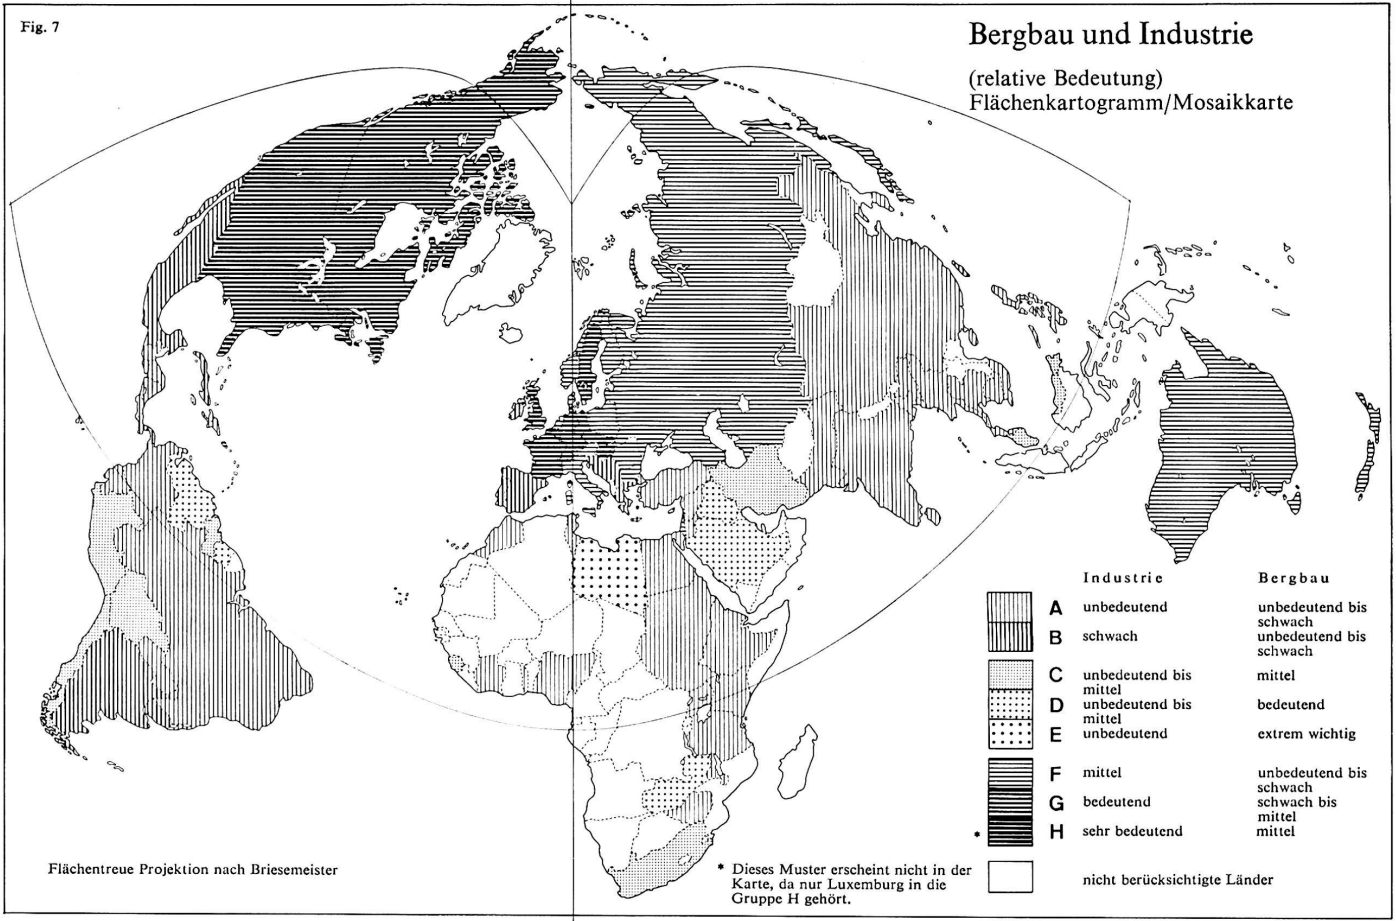 Fig. 7
Bergbau und Industrie
(relative Bedeutung)
Flächenkartogramm/Mosaikkarte
Industrie Bergbau
A unbedeutend unbedeutend bis
schwach
B schwach unbedeutend bis
schwach
C unbedeutend bis mittel
mittel
D unbedeutend bis bedeutend
mittel
E unbedeutend extrem wichtig
F mittel unbedeutend bis
schwach
G bedeutend schwach bis
mittel
* H sehr bedeutend mittel
nicht berücksichtigte Länder
Flächentreue Projektion nach Briesemeister
* Dieses Muster erscheint nicht in der
Karte, da nur Luxemburg in die
Gruppe H gehört.